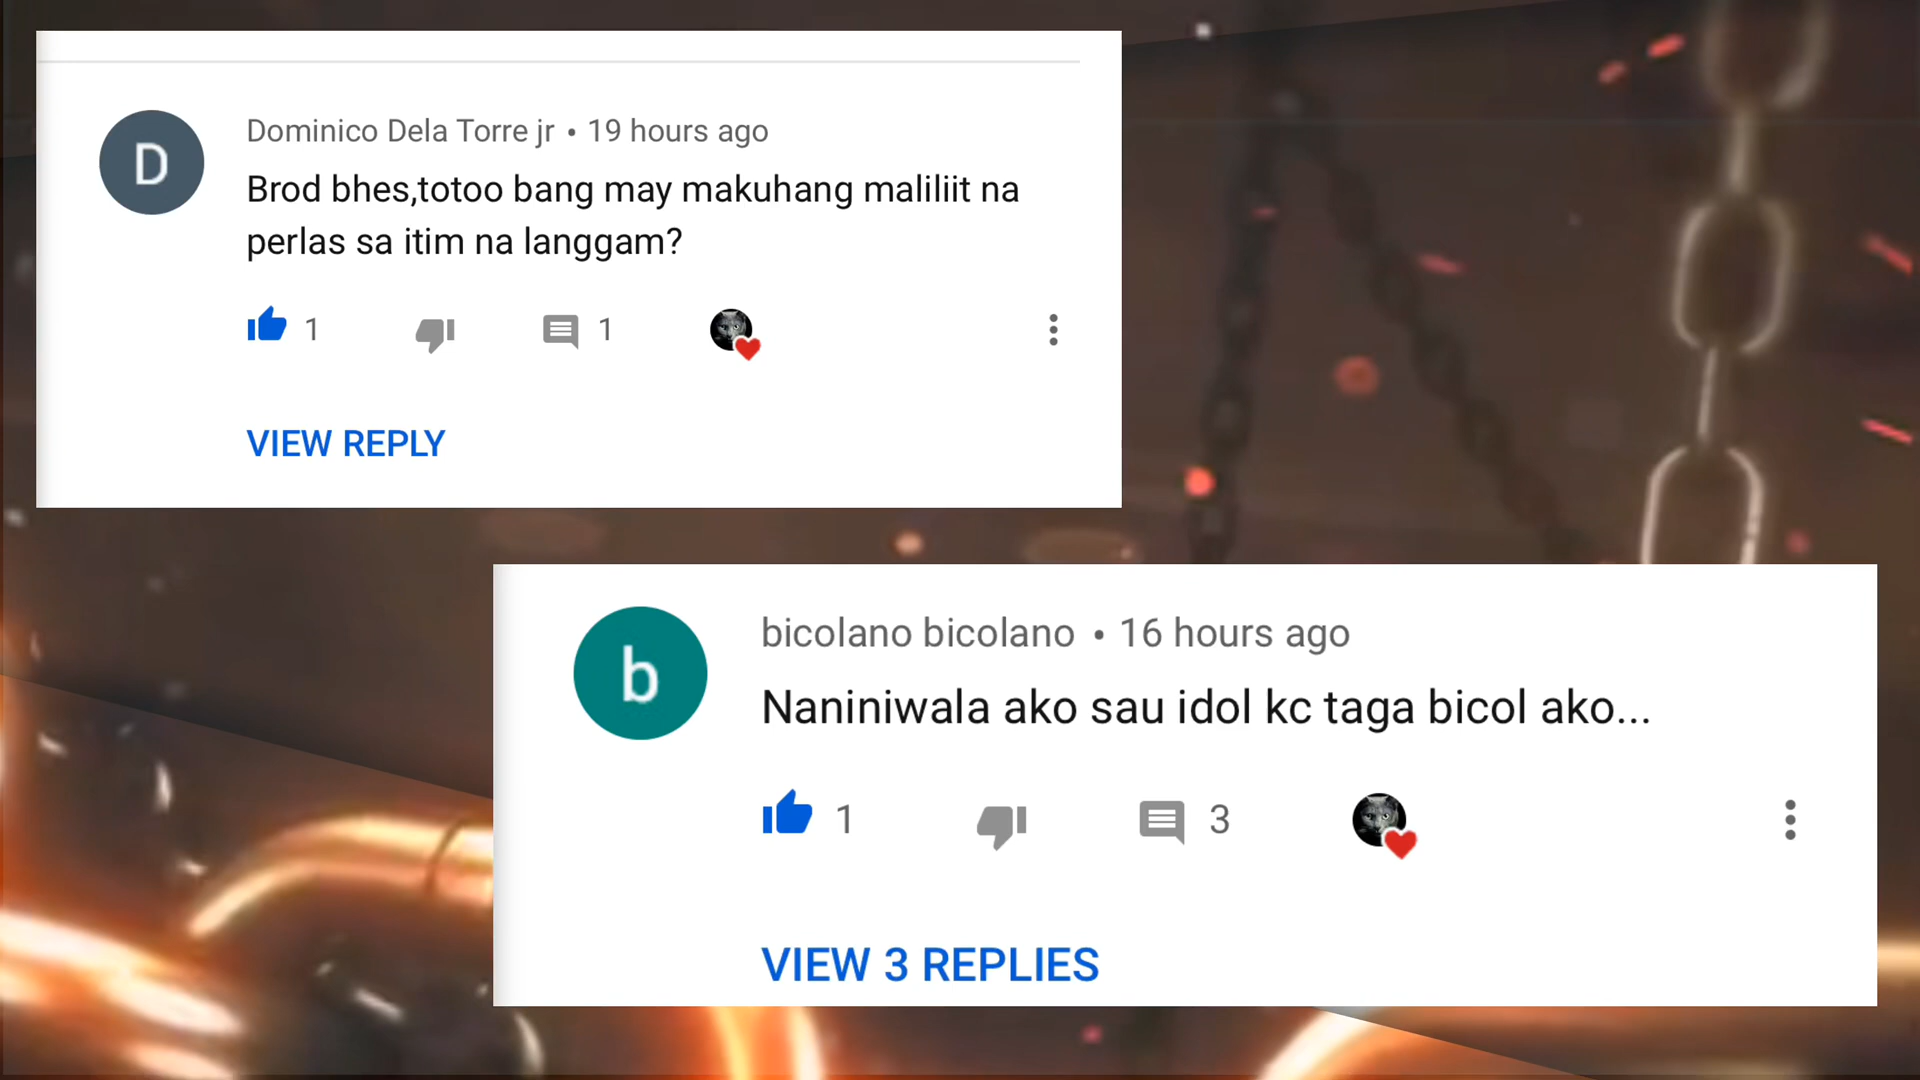 D
Dominico Dela Torre jr • 19 hours ago
Brod bhes,totoo bang may makuhang maliliit na
perlas sa itim na langgam?
1 1
VIEW REPLY
b
bicolano bicolano • 16 hours ago
Naniniwala ako sau idol kc taga bicol ako...
1 3
VIEW 3 REPLIES